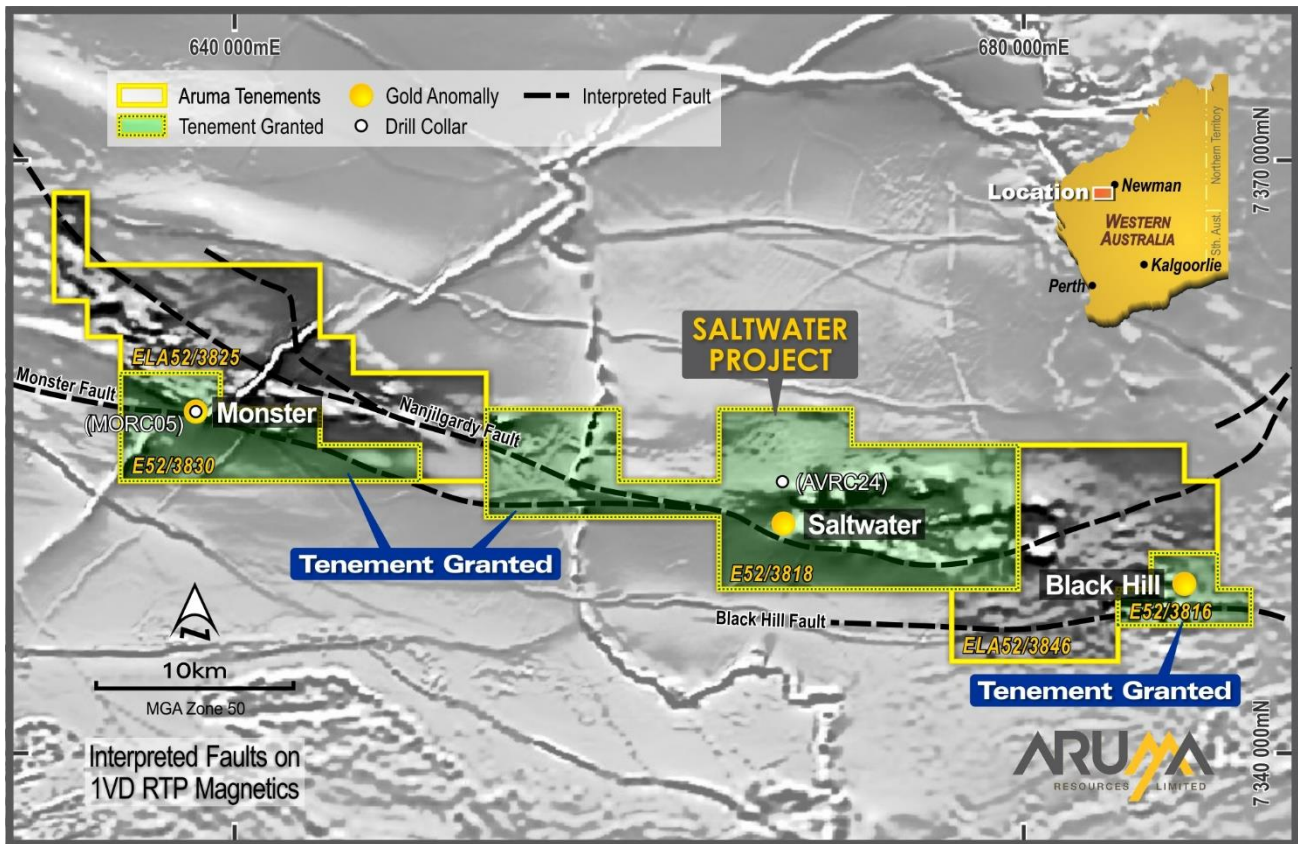 640 000mE
680 000mE
Aruma Tenements
Gold Anomally
Interpreted Fault
Tenement Granted
Drill Collar
7 370 000mN
Northern Territory
Sth. Aust.
Location
Newman
WESTERN
AUSTRALIA
Kalgoorlie
Perth
SALTWATER
PROJECT
ELA52/3825
Monster Fault
(MORC05)
Monster
Nanjilgardy Fault
E52/3830
(AVRC24)
Saltwater
Tenement Granted
E52/3818
Black Hill
E52/3816
Black Hill Fault
ELA52/3846
Tenement Granted
N
10km
MGA Zone 50
Interpreted Faults on
1VD RTP Magnetics
ARUMA
RESOURCES LIMITED
7 340 000mN